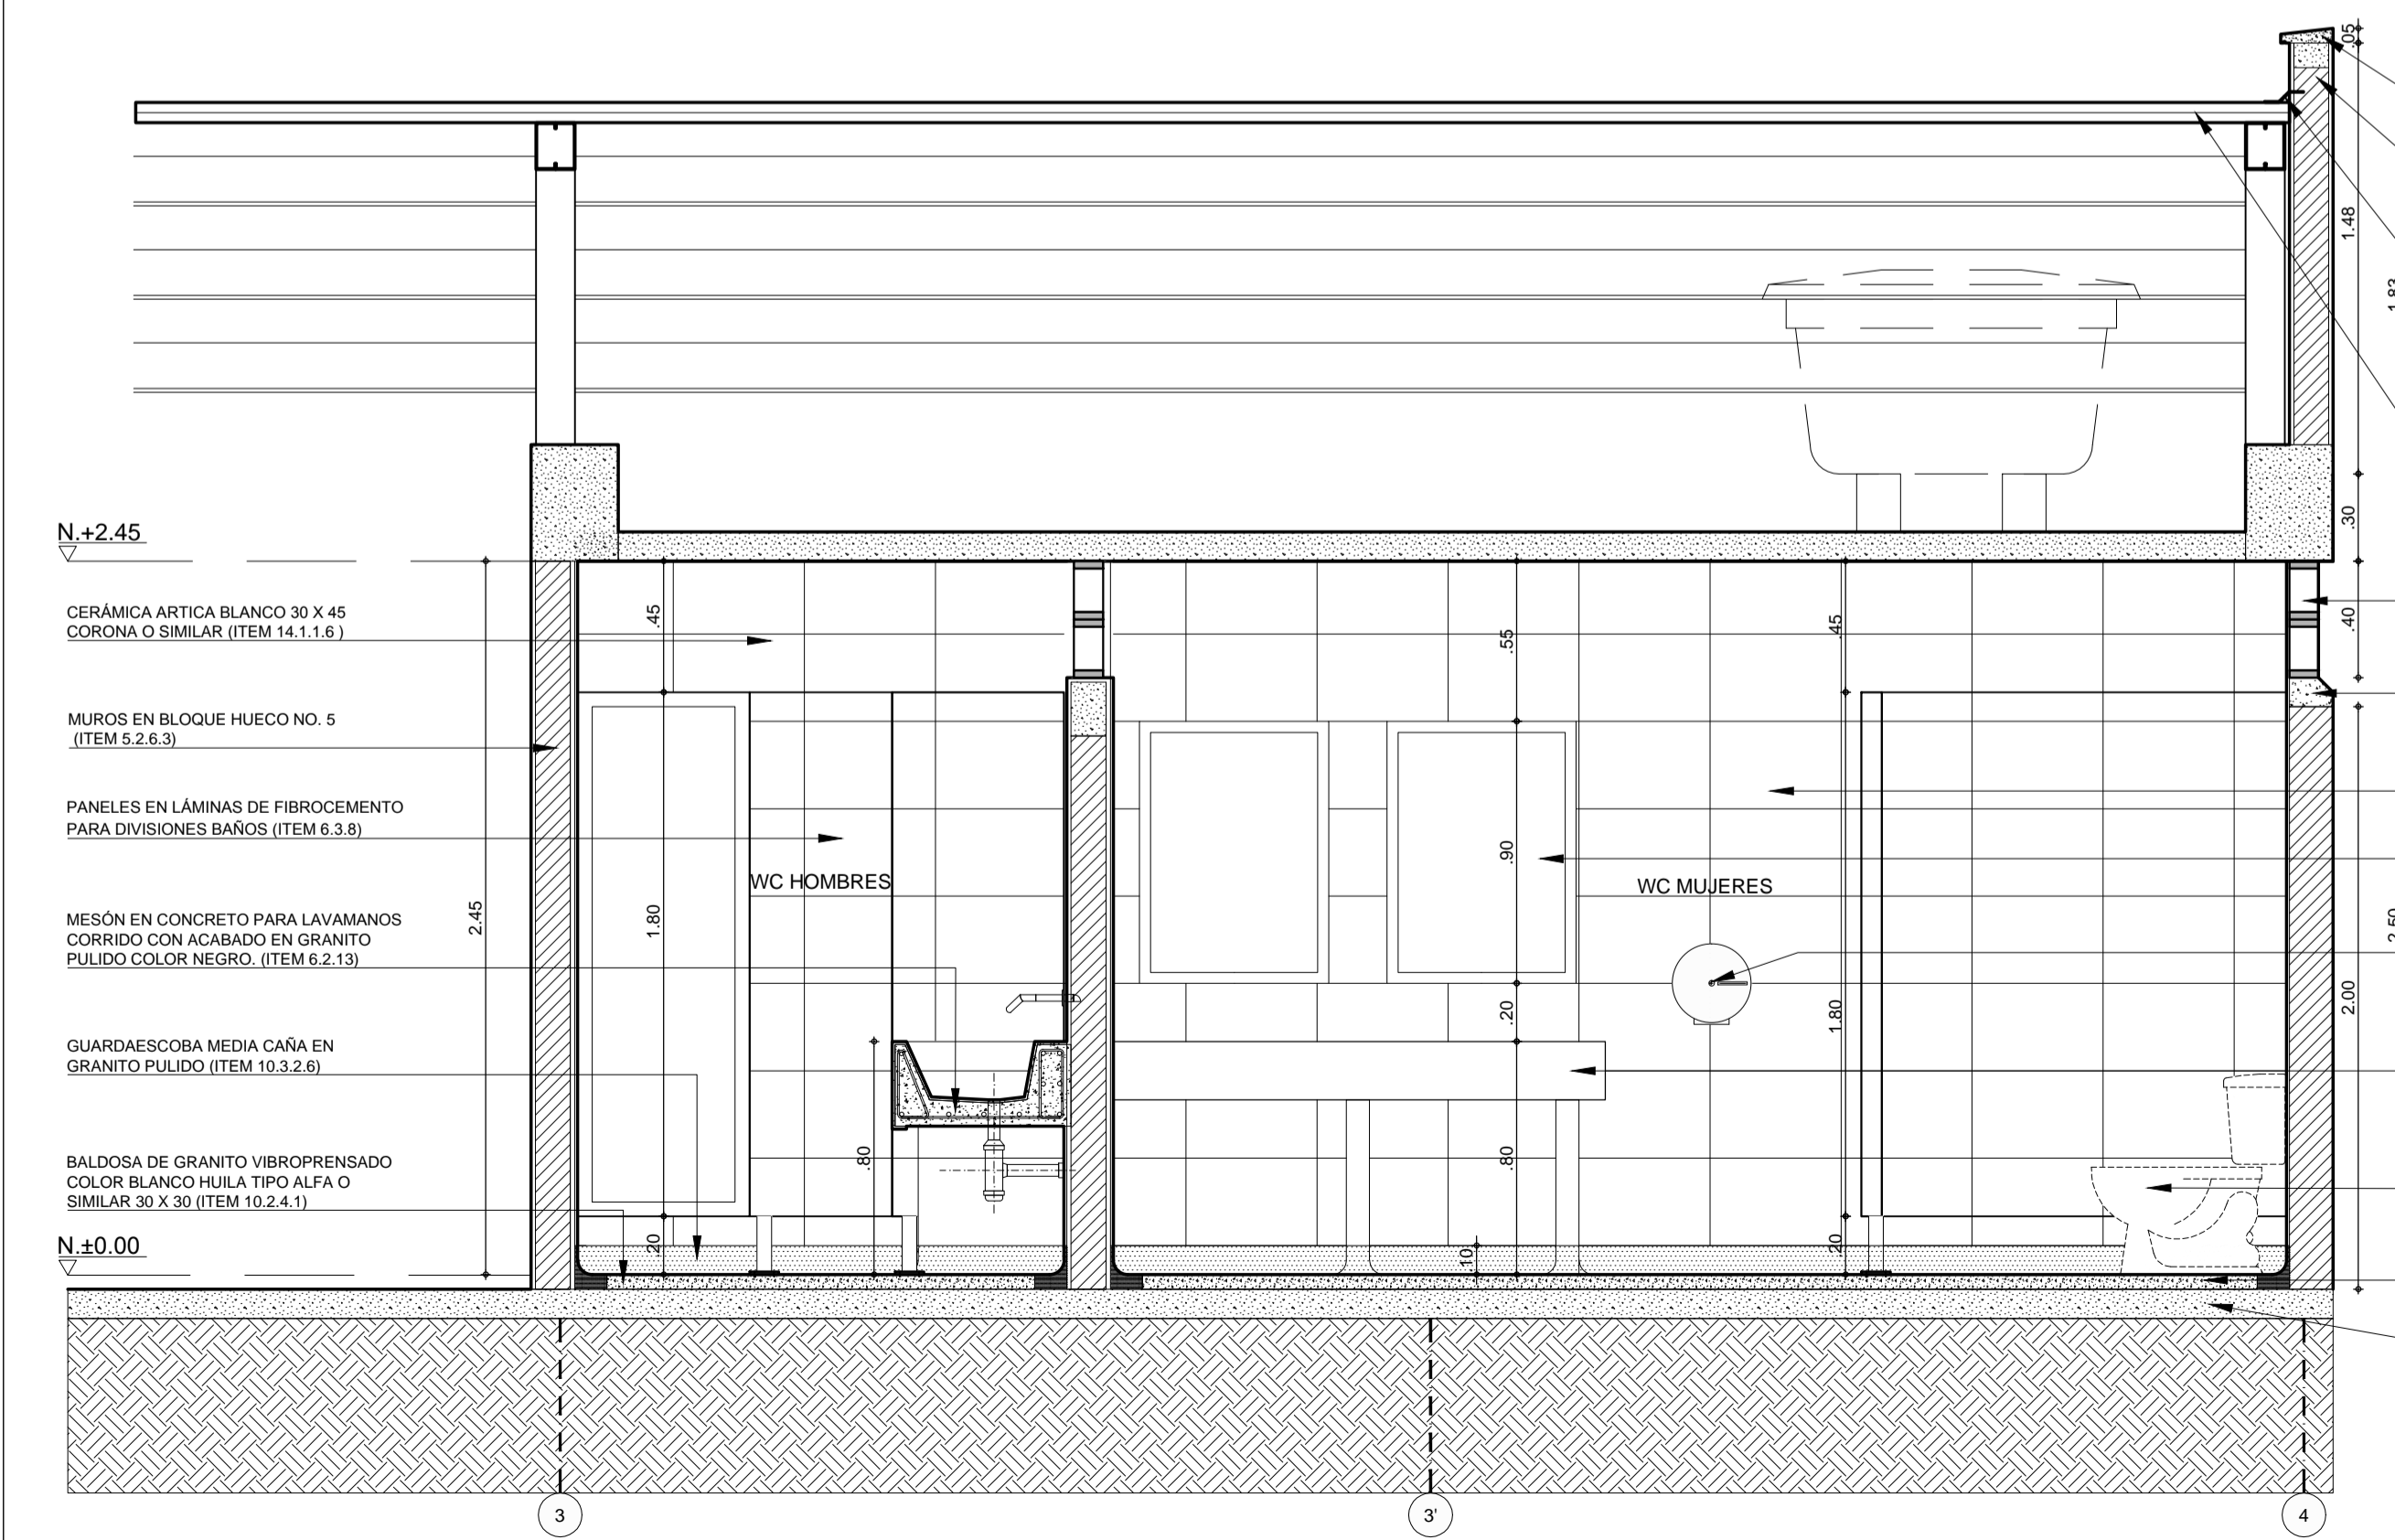 .05
1.48
1.83
.30
N.+2.45
CERÁMICA ARTICA BLANCO 30 X 45
CORONA O SIMILAR (ITEM 14.1.1.6 )
.45
.55
.45
.40
MUROS EN BLOQUE HUECO NO. 5
(ITEM 5.2.6.3)
PANELES EN LÁMINAS DE FIBROCEMENTO
PARA DIVISIONES BAÑOS (ITEM 6.3.8)
WC HOMBRES
.90
WC MUJERES
MESÓN EN CONCRETO PARA LAVAMANOS
CORRIDO CON ACABADO EN GRANITO
PULIDO COLOR NEGRO. (ITEM 6.2.13)
2.45
1.80
2.50
.20
1.80
2.00
GUARDAESCOBA MEDIA CAÑA EN
GRANITO PULIDO (ITEM 10.3.2.6)
BALDOSA DE GRANITO VIBROPRENSADO
COLOR BLANCO HUILA TIPO ALFA O
SIMILAR 30 X 30 (ITEM 10.2.4.1)
.80
.80
N.±0.00
.20
.10
.20
3
3'
4